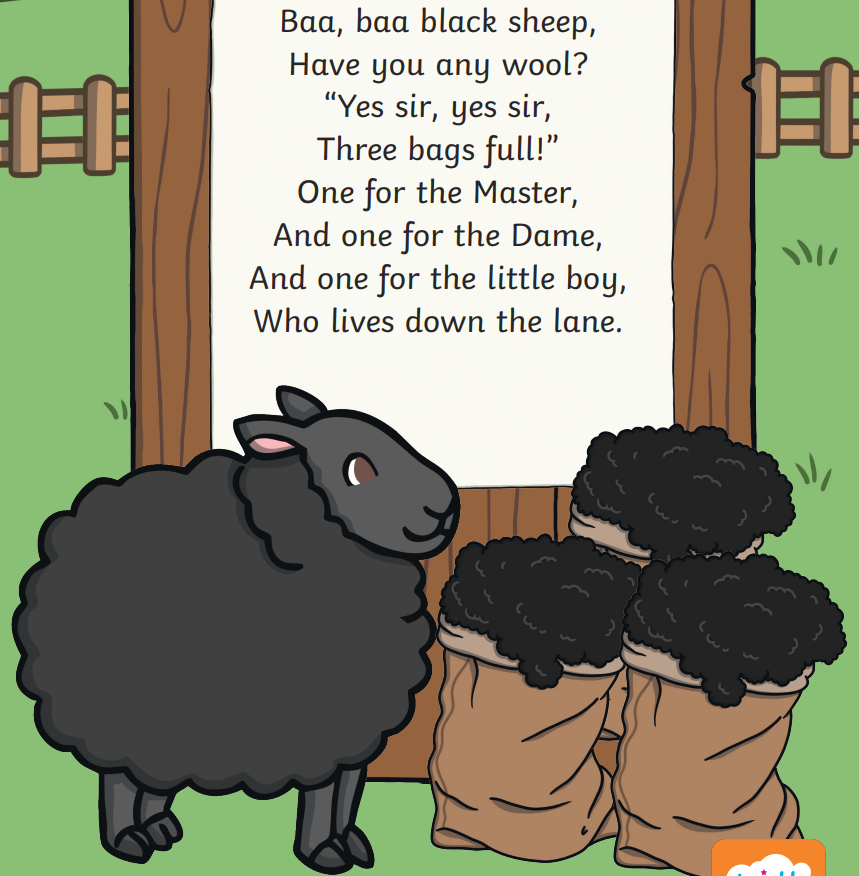 Baa, baa black sheep,
Have you any wool?
“Yes sir, yes sir,
Three bags full!”
One for the Master,
And one for the Dame,
And one for the little boy,
Who lives down the lane.